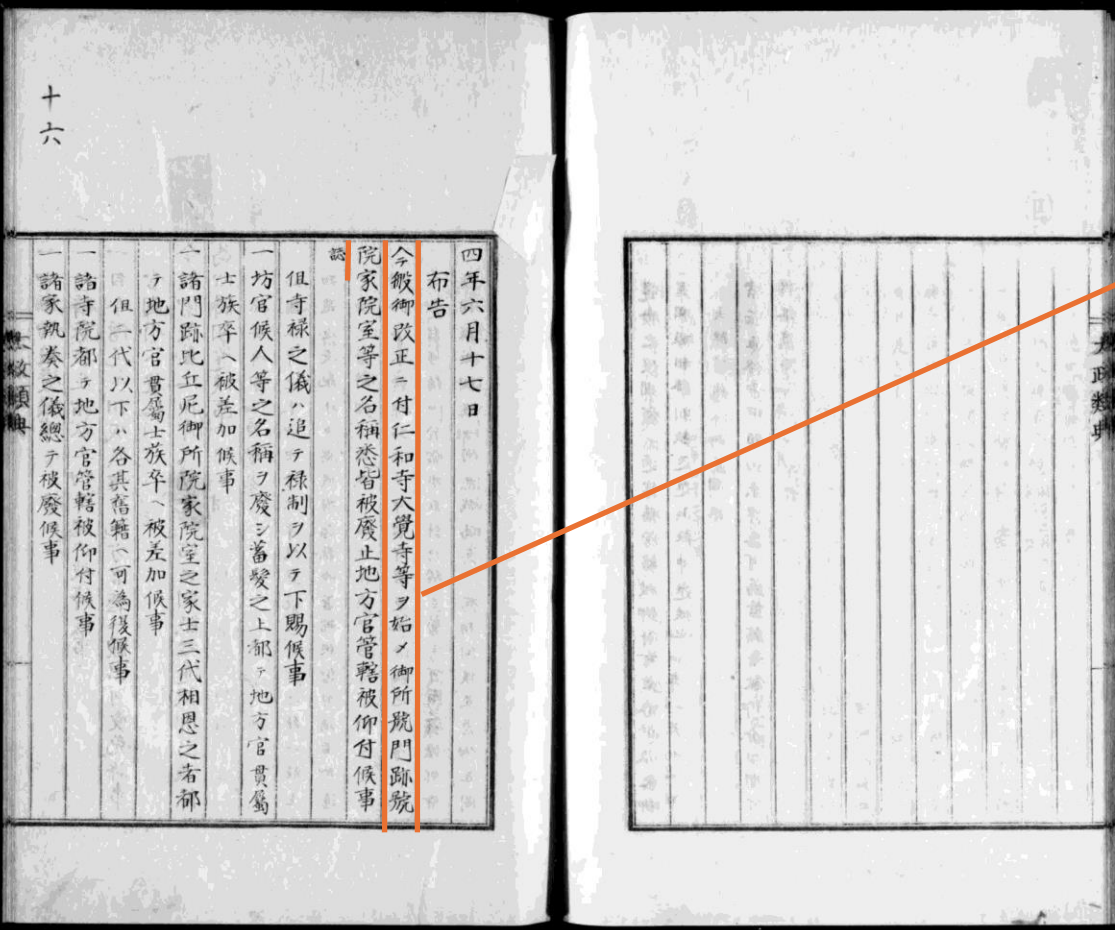 太政類典
四年六月十七日
布告
今般御改正ニ付仁和寺大覺寺等ヲ始メ御所號門跡號
院家院室等之名稱悉皆被廢止地方官管轄被仰付候事
但寺祿之儀ハ追テ祿制ヲ以テ下賜候事
一坊官候人等之名稱ヲ廢シ蓄髮之上都テ地方官貫屬
士族卒ヘ被差加候事
一諸門跡比丘尼御所院家院室之家士三代相恩之者都
テ地方官貫屬士族卒ヘ被差加候事
但二代以下ハ各其舊籍ヘ可為復候事
一諸寺院都テ地方官管轄被仰付候事
一諸家執奏之儀總テ被廢候事
十六